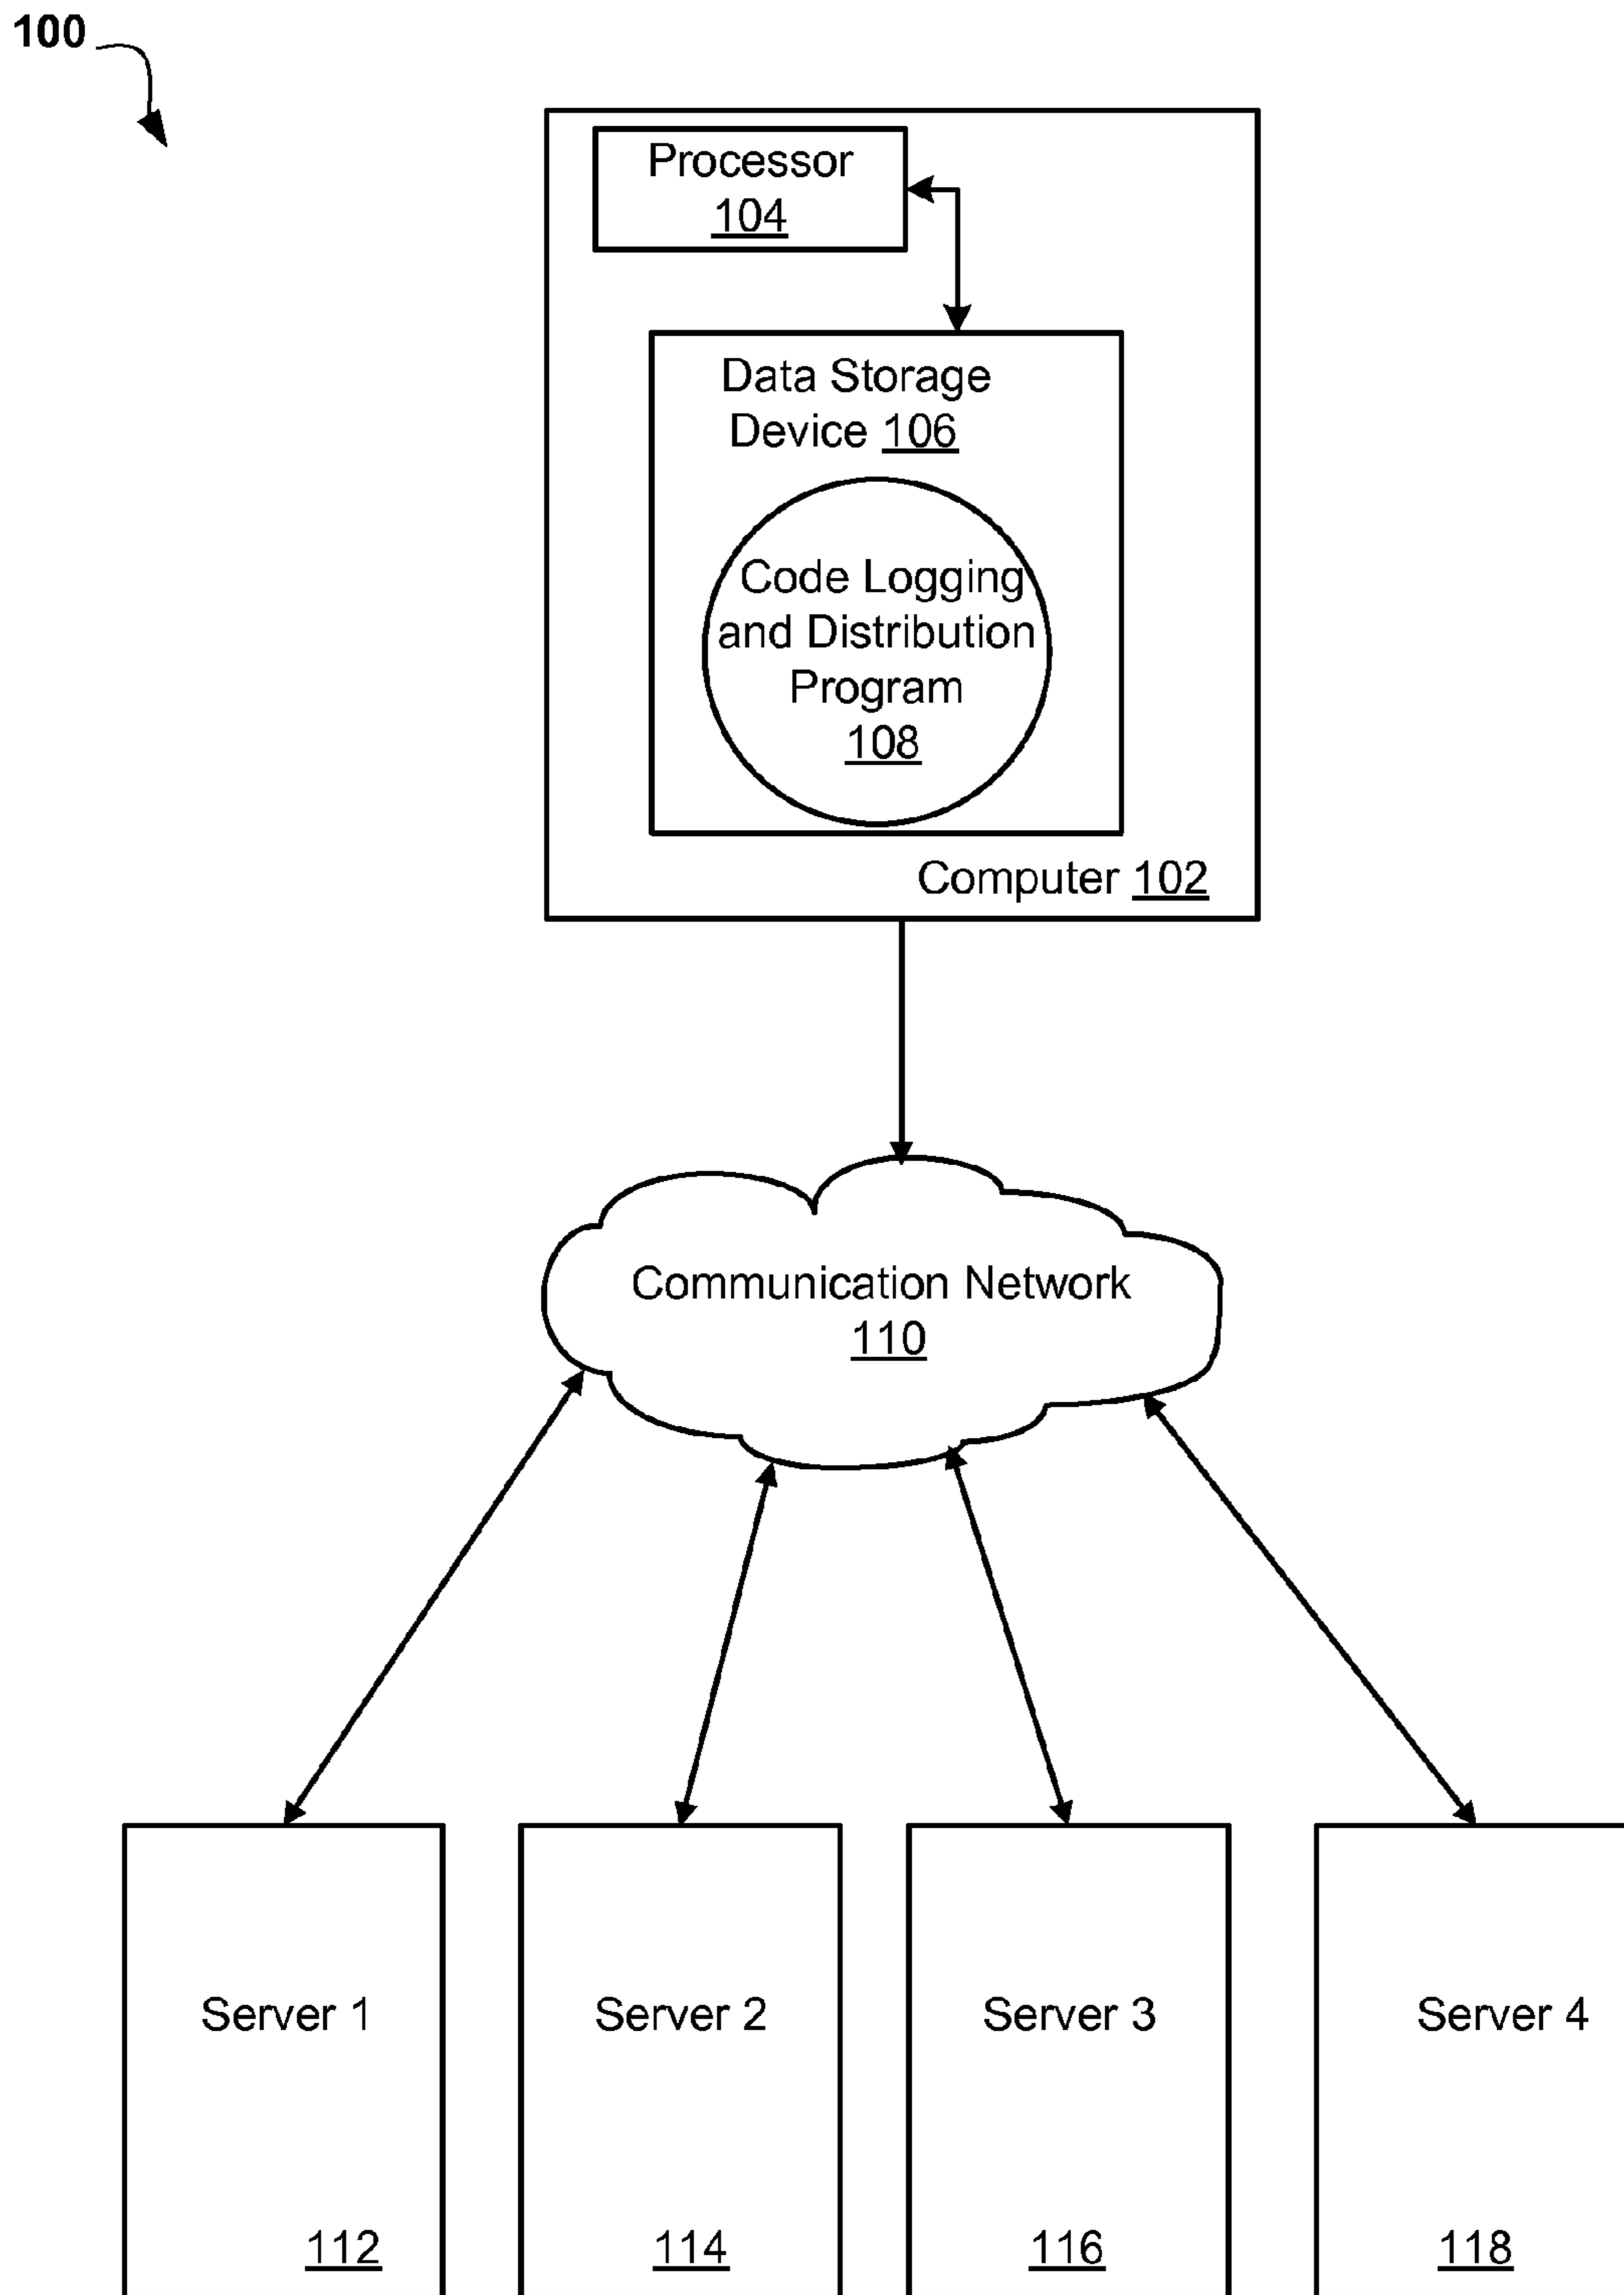 100
Processor
104
Data Storage
Device 106
Code Logging
and Distribution
Program
108
Computer 102
Communication Network
110
Server 1
Server 2
Server 3
Server 4
112
114
116
118